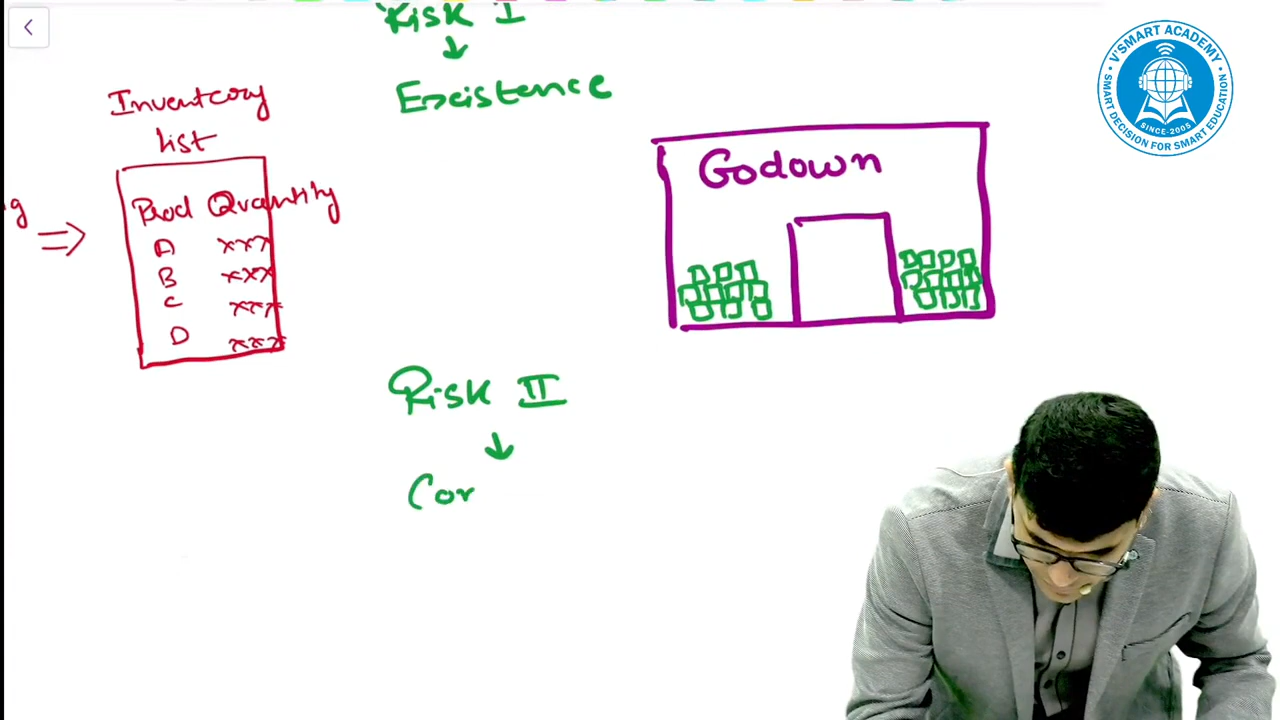 Risk I
↓
Existence
Inventory
list
Prod Quantity
A xxx
B xxx
C xxx
D xxx
⇒
Godown
Risk II
↓
Cor
V'SMART ACADEMY
SINCE-2005
SMART DECISION FOR SMART EDUCATION